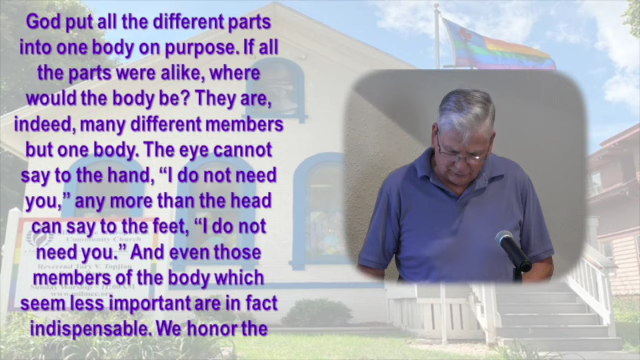 God put all the different parts
into one body on purpose. If all
the parts were alike, where
would the body be? They are,
indeed, many different members
but one body. The eye cannot
say to the hand, “I do not need
you,” any more than the head
can say to the feet, “I do not
need you.” And even those
members of the body which
seem less important are in fact
indispensable. We honor the
Community Church